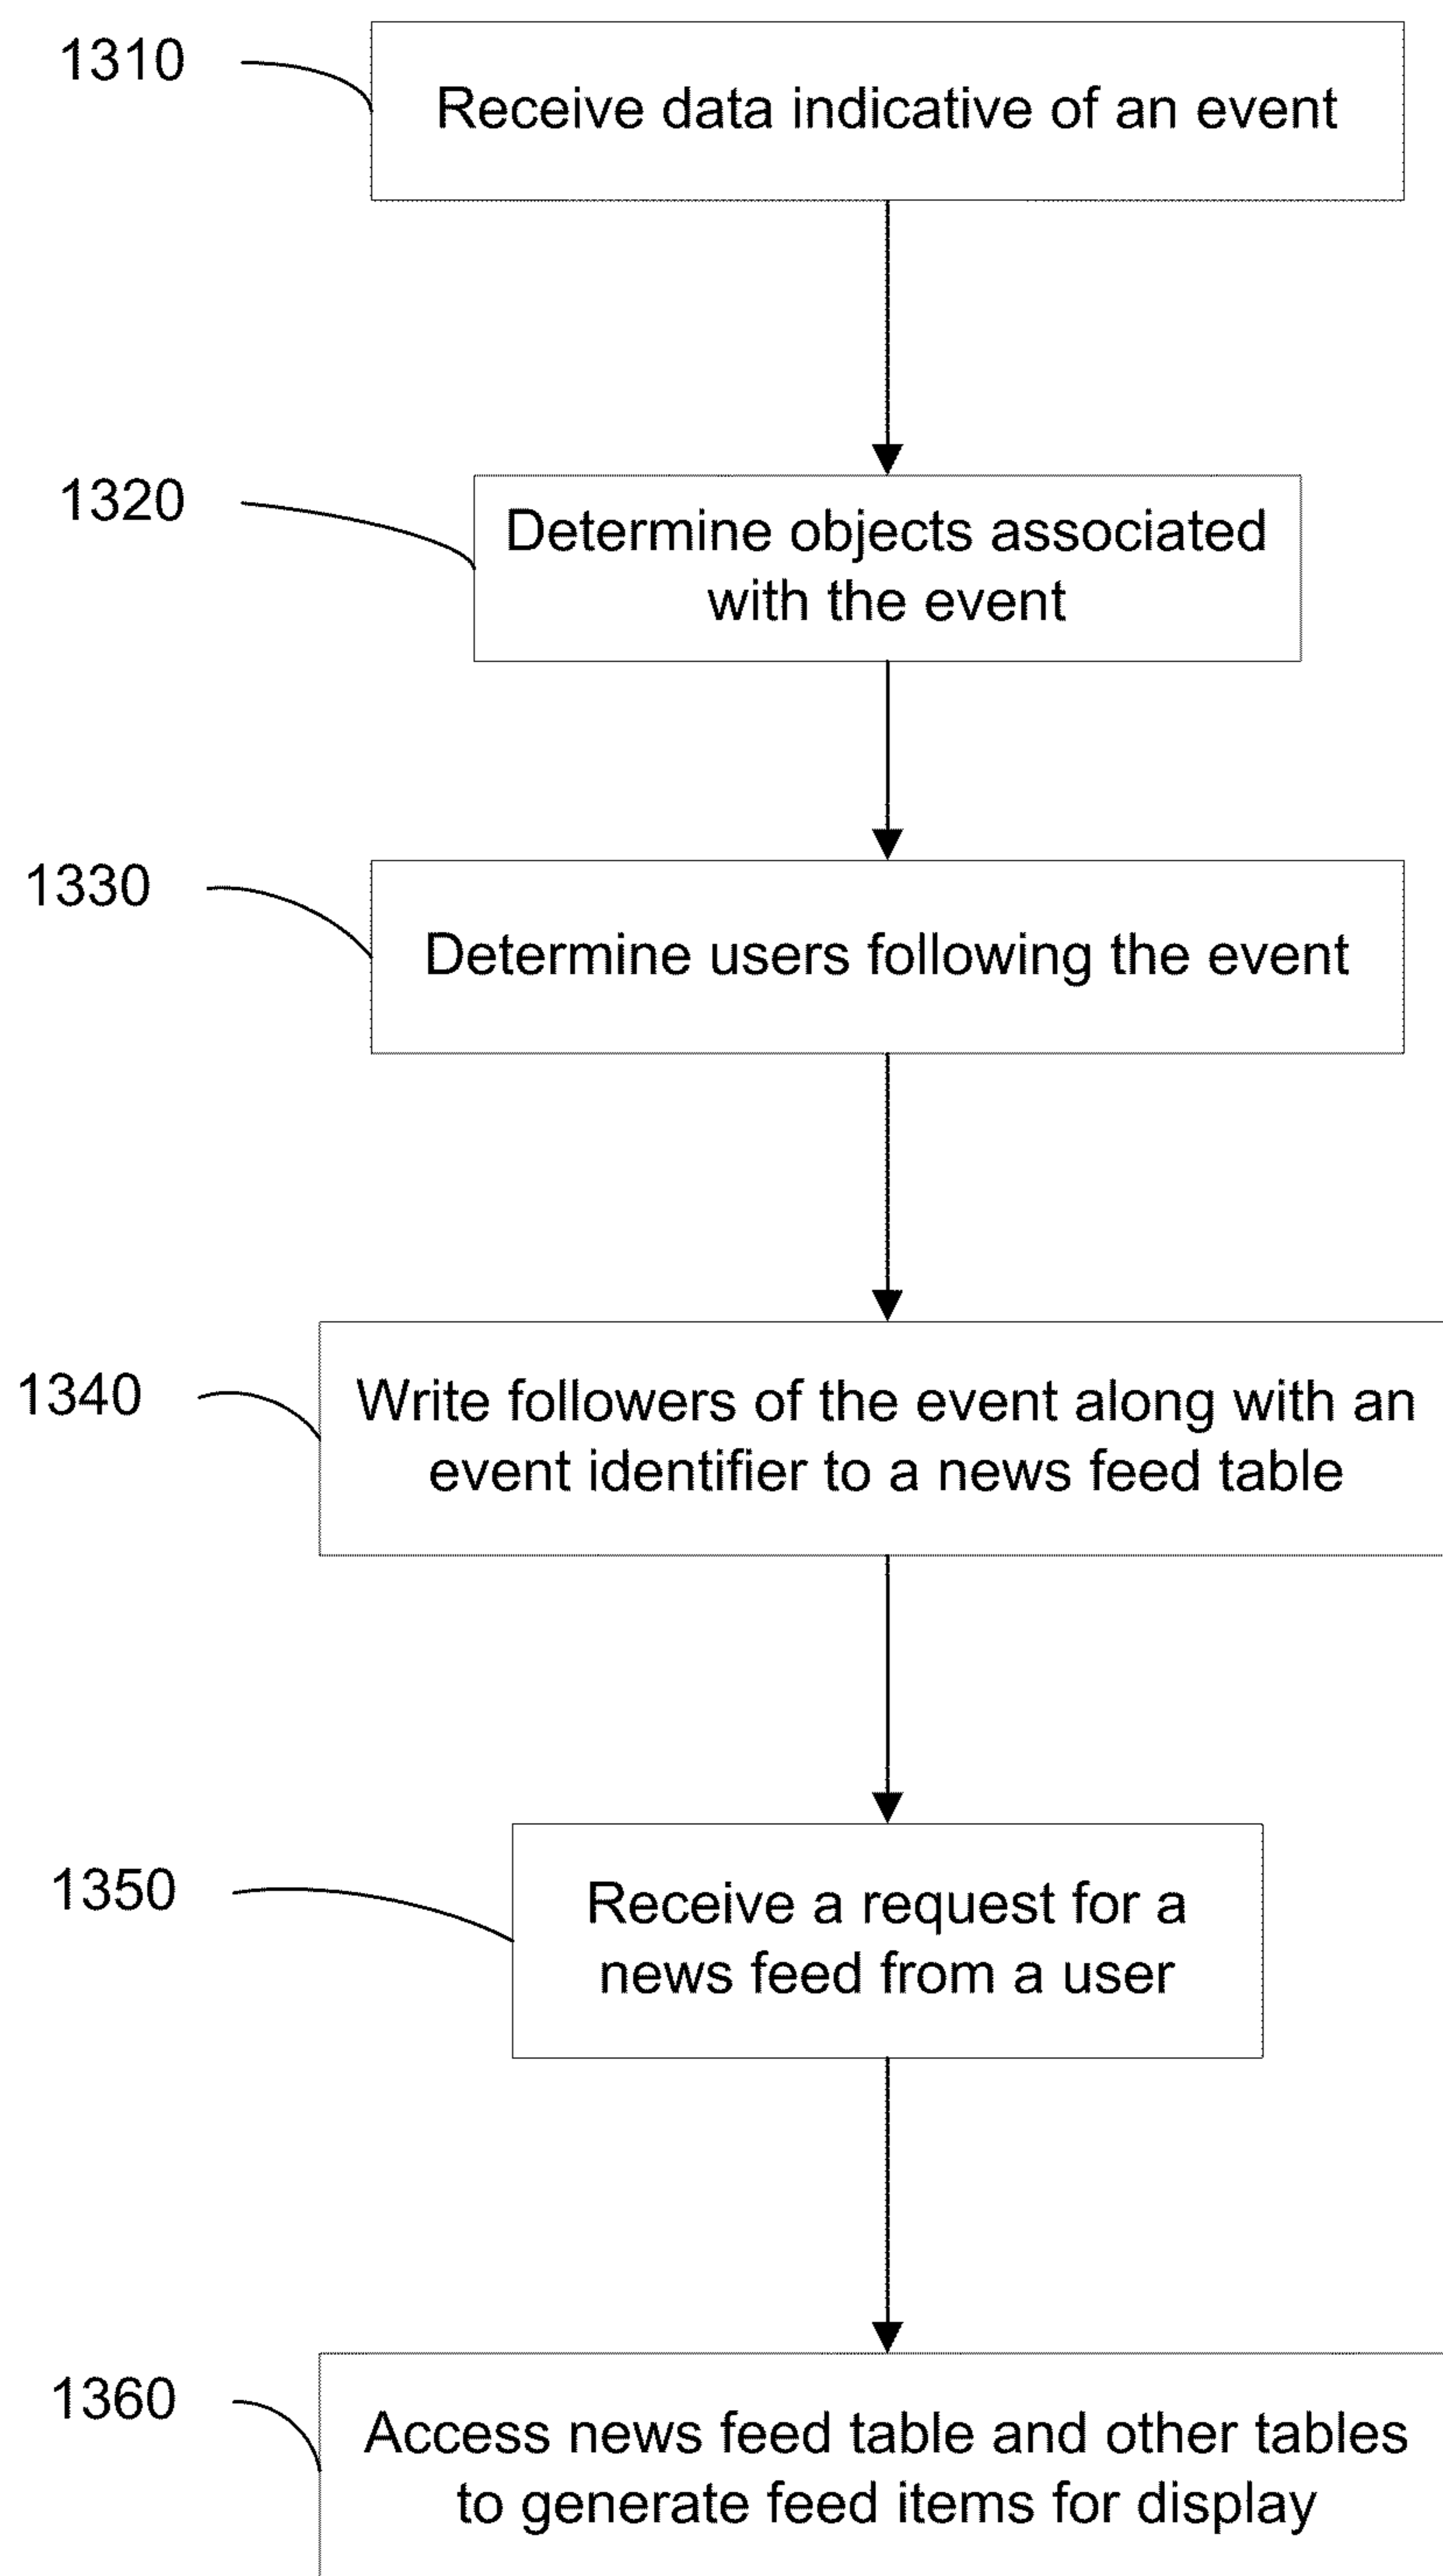 1310
Receive data indicative of an event
1320
Determine objects associated
with the event
1330
Determine users following the event
1340
Write followers of the event along with an
event identifier to a news feed table
1350
Receive a request for a
news feed from a user
1360
Access news feed table and other tables
to generate feed items for display